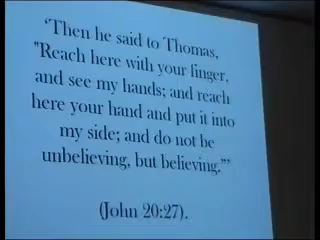 ‘Then he said to Thomas,
"Reach here with your finger,
and see my hands; and reach
here your hand and put it into
my side; and do not be
unbelieving, but believing."’
(John 20:27).